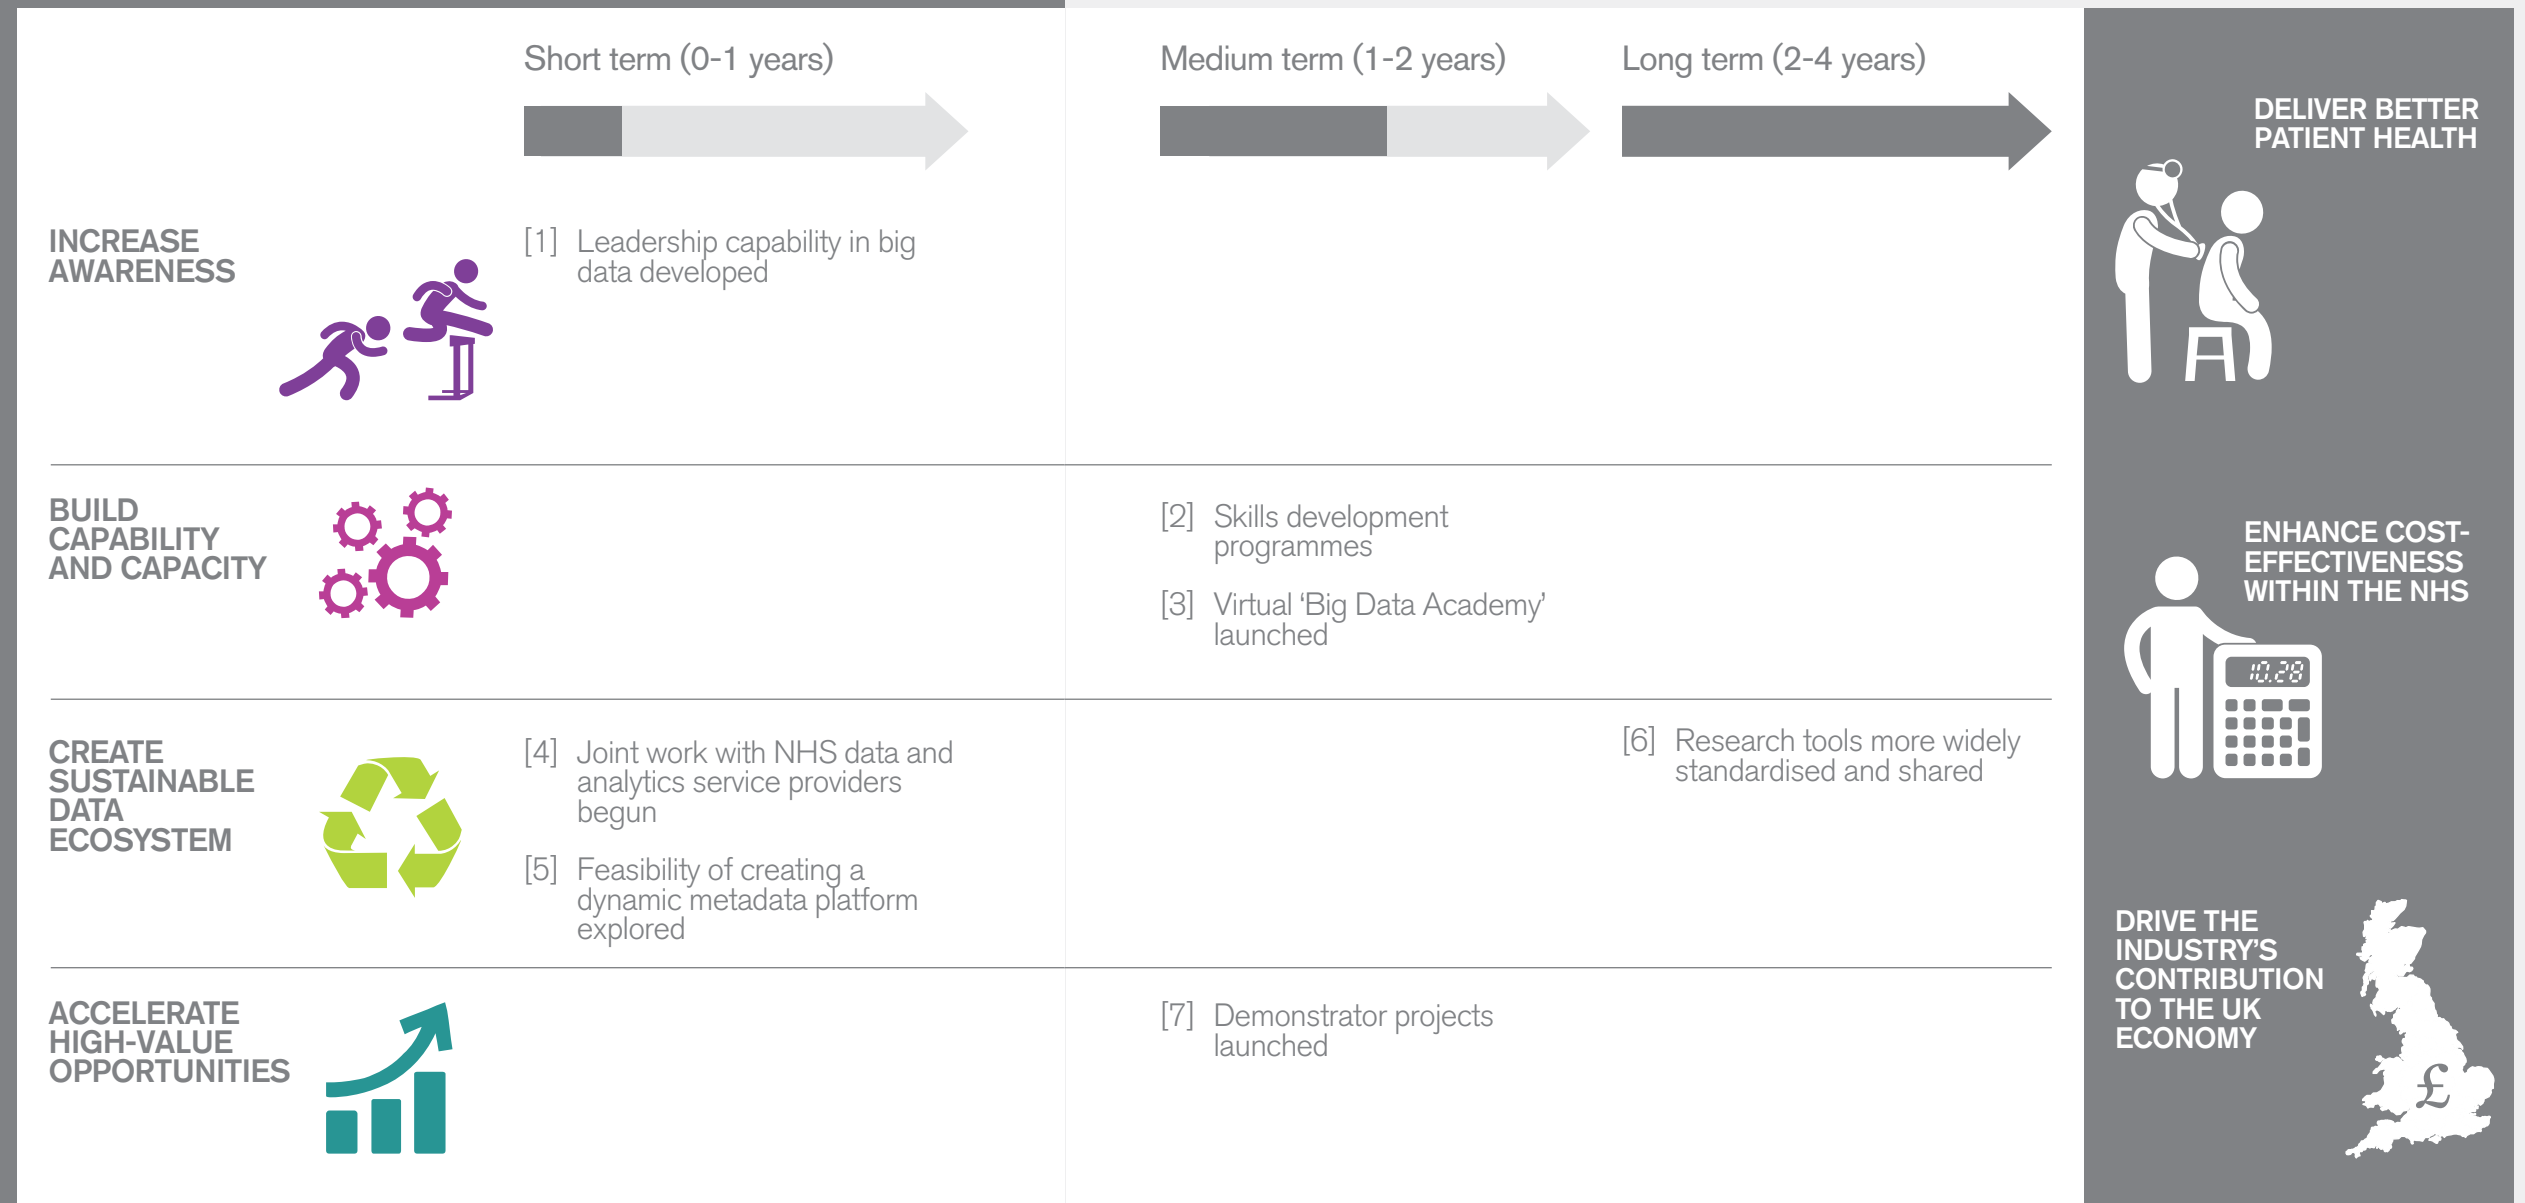 Short term (0-1 years)
Medium term (1-2 years)
Long term (2-4 years)
INCREASE
AWARENESS
[1] Leadership capability in big
data developed
BUILD
CAPABILITY
AND CAPACITY
[2] Skills development
programmes
[3] Virtual ‘Big Data Academy’
launched
CREATE
SUSTAINABLE
DATA
ECOSYSTEM
[4] Joint work with NHS data and
analytics service providers
begun
[5] Feasibility of creating a
dynamic metadata platform
explored
[6] Research tools more widely
standardised and shared
ACCELERATE
HIGH-VALUE
OPPORTUNITIES
[7] Demonstrator projects
launched
DELIVER BETTER
PATIENT HEALTH
ENHANCE COST-
EFFECTIVENESS
WITHIN THE NHS
10.28
DRIVE THE
INDUSTRY’S
CONTRIBUTION
TO THE UK
ECONOMY
£